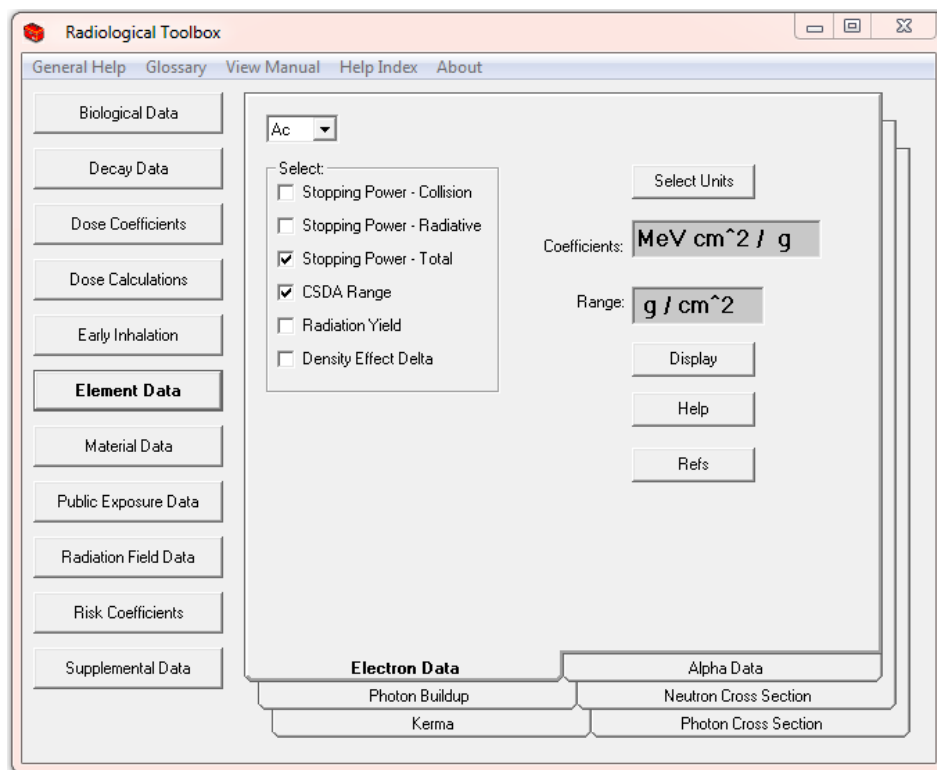 Radiological Toolbox
General Help Glossary View Manual Help Index About
Biological Data
Decay Data
Dose Coefficients
Dose Calculations
Early Inhalation
Element Data
Material Data
Public Exposure Data
Radiation Field Data
Risk Coefficients
Supplemental Data
Ac
Select:
Stopping Power - Collision
Stopping Power - Radiative
Stopping Power - Total
CSDA Range
Radiation Yield
Density Effect Delta
Select Units
Coefficients: MeV cm^2 / g
Range: g / cm^2
Display
Help
Refs
Electron Data Alpha Data
Photon Buildup Neutron Cross Section
Kerma Photon Cross Section